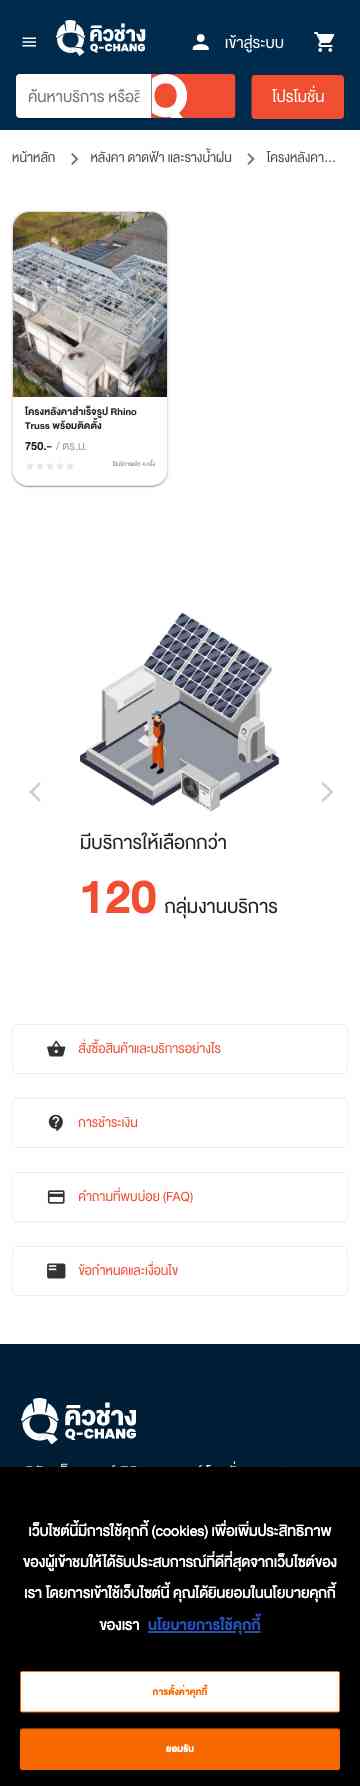 คิวช่าง
Q-CHANG
เข้าสู่ระบบ
ค้นหาบริการ หรือสิ
โปรโมชั่น
หน้าหลัก
หลังคา ดาดฟ้า และรางน้ำฝน
โครงหลังคา...
โครงหลังคาสำเร็จรูป Rhino
Truss พร้อมติดตั้ง
750.- / ตร.ม.
มีบริการให้เลือกกว่า
120 กลุ่มงานบริการ
สั่งซื้อสินค้าและบริการอย่างไร
การชำระเงิน
คำถามที่พบบ่อย (FAQ)
ข้อกำหนดและเงื่อนไข
คิวช่าง
Q-CHANG
เว็บไซต์นี้มีการใช้คุกกี้ (cookies) เพื่อเพิ่มประสิทธิภาพ
ของผู้เข้าชมให้ได้รับประสบการณ์ที่ดีที่สุดจากเว็บไซต์ของ
เรา โดยการเข้าใช้เว็บไซต์นี้ คุณได้ยินยอมในนโยบายคุกกี้
ของเรา นโยบายการใช้คุกกี้
การตั้งค่าคุกกี้
ยอมรับ